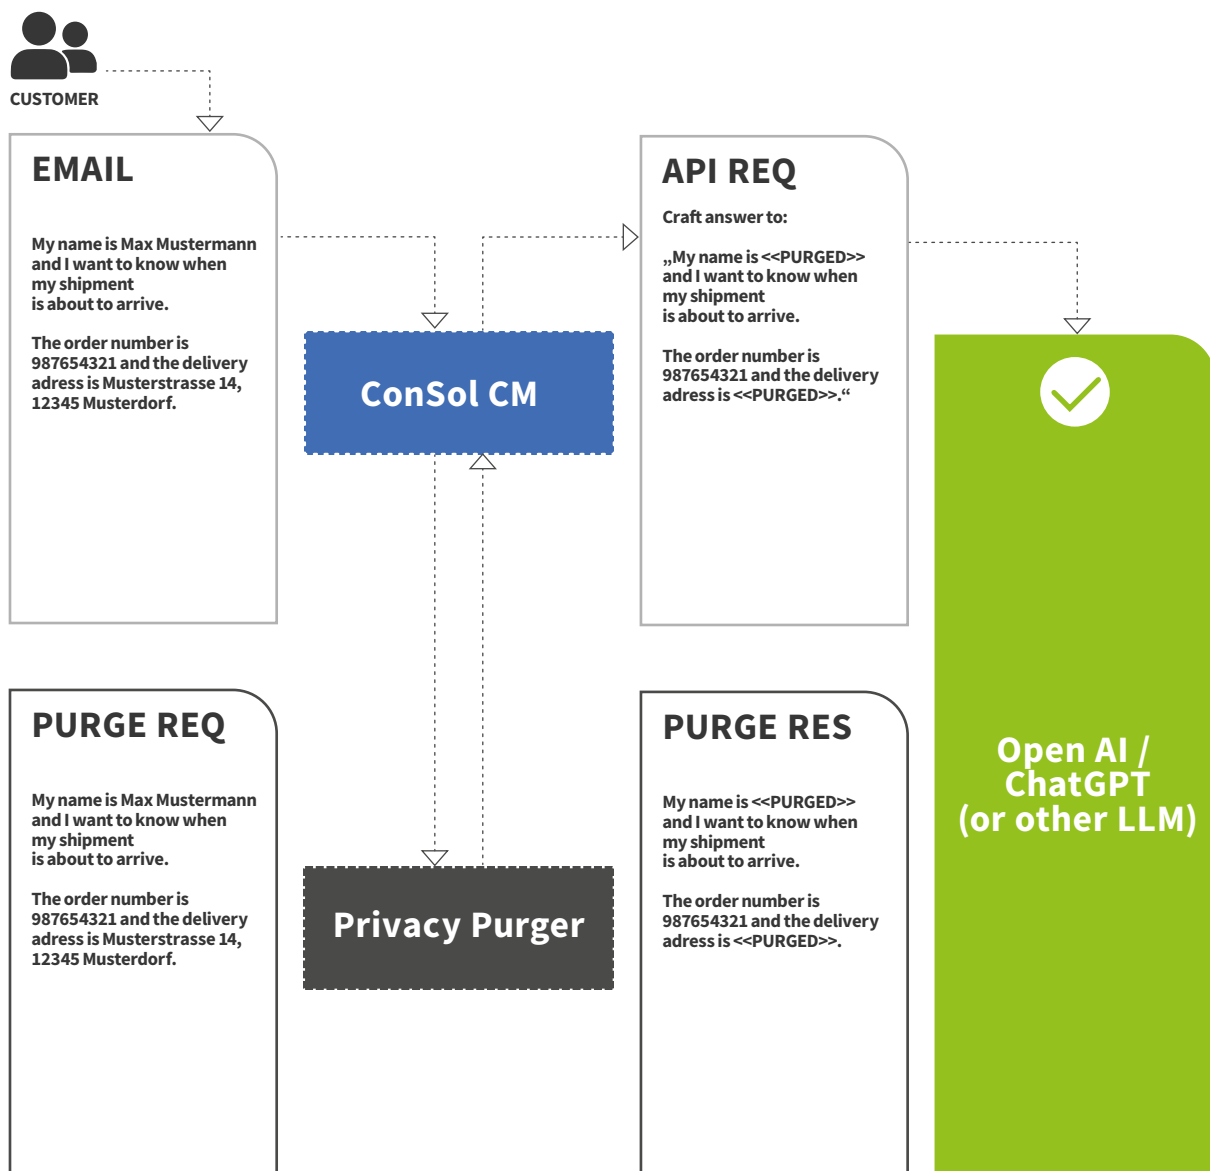 CUSTOMER
EMAIL
My name is Max Mustermann
and I want to know when
my shipment
is about to arrive.
The order number is
987654321 and the delivery
adress is Musterstrasse 14,
12345 Musterdorf.
ConSol CM
API REQ
Craft answer to:
„My name is <<PURGED>>
and I want to know when
my shipment
is about to arrive.
The order number is
987654321 and the delivery
adress is <<PURGED>>.“
PURGE REQ
My name is Max Mustermann
and I want to know when
my shipment
is about to arrive.
The order number is
987654321 and the delivery
adress is Musterstrasse 14,
12345 Musterdorf.
Privacy Purger
PURGE RES
My name is <<PURGED>>
and I want to know when
my shipment
is about to arrive.
The order number is
987654321 and the delivery
adress is <<PURGED>>.
Open AI /
ChatGPT
(or other LLM)